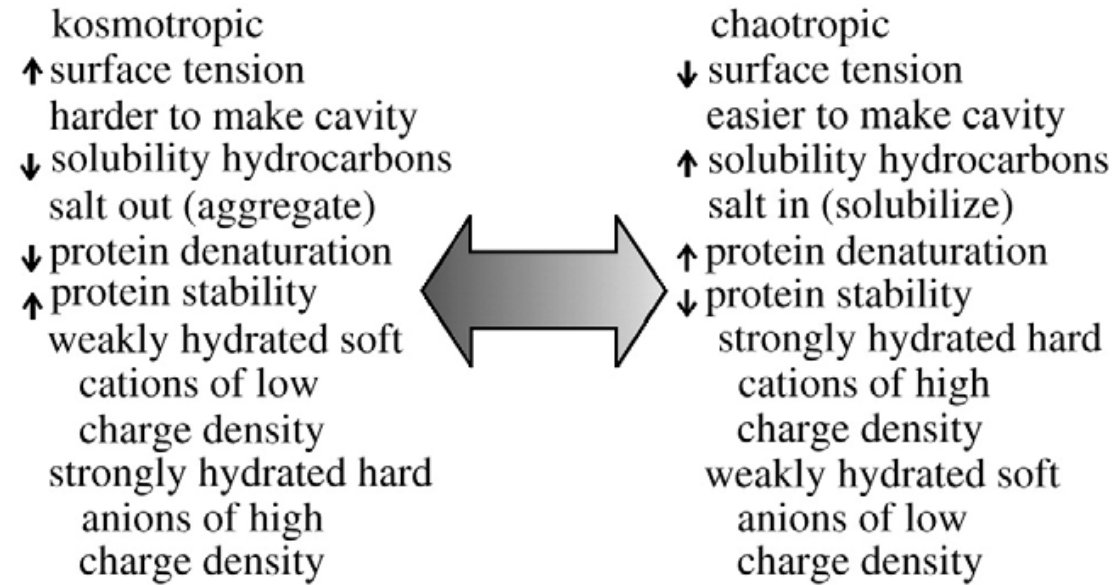 kosmotropic
↑ surface tension
harder to make cavity
↓ solubility hydrocarbons
salt out (aggregate)
↓ protein denaturation
↑ protein stability
weakly hydrated soft
cations of low
charge density
strongly hydrated hard
anions of high
charge density
chaotropic
↓ surface tension
easier to make cavity
↑ solubility hydrocarbons
salt in (solubilize)
↑ protein denaturation
↓ protein stability
strongly hydrated hard
cations of high
charge density
weakly hydrated soft
anions of low
charge density